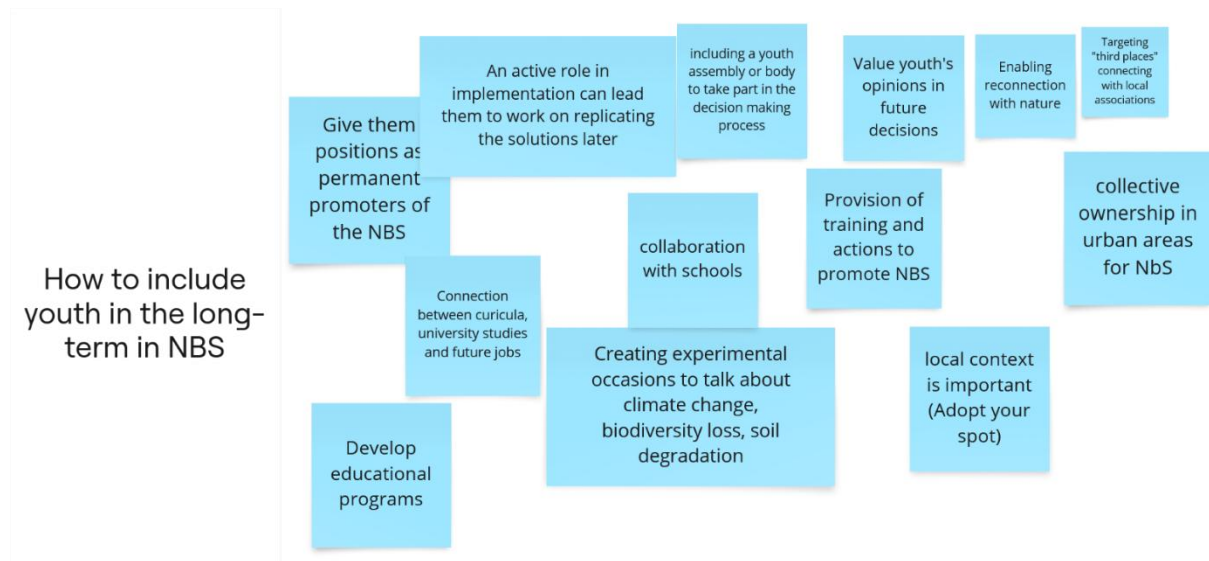 How to include
youth in the long-
term in NBS
Give them
positions as
permanent
promoters of
the NBS
An active role in
implementation can lead
them to work on replicating
the solutions later
including a youth
assembly or body
to take part in the
decision making
process
Value youth's
opinions in
future
decisions
Enabling
reconnection
with nature
Targeting
"third places"
connecting
with local
associations
Connection
between curicula,
university studies
and future jobs
collaboration
with schools
Provision of
training and
actions to
promote NBS
collective
ownership in
urban areas
for NbS
Develop
educational
programs
Creating experimental
occasions to talk about
climate change,
biodiversity loss, soil
degradation
local context
is important
(Adopt your
spot)